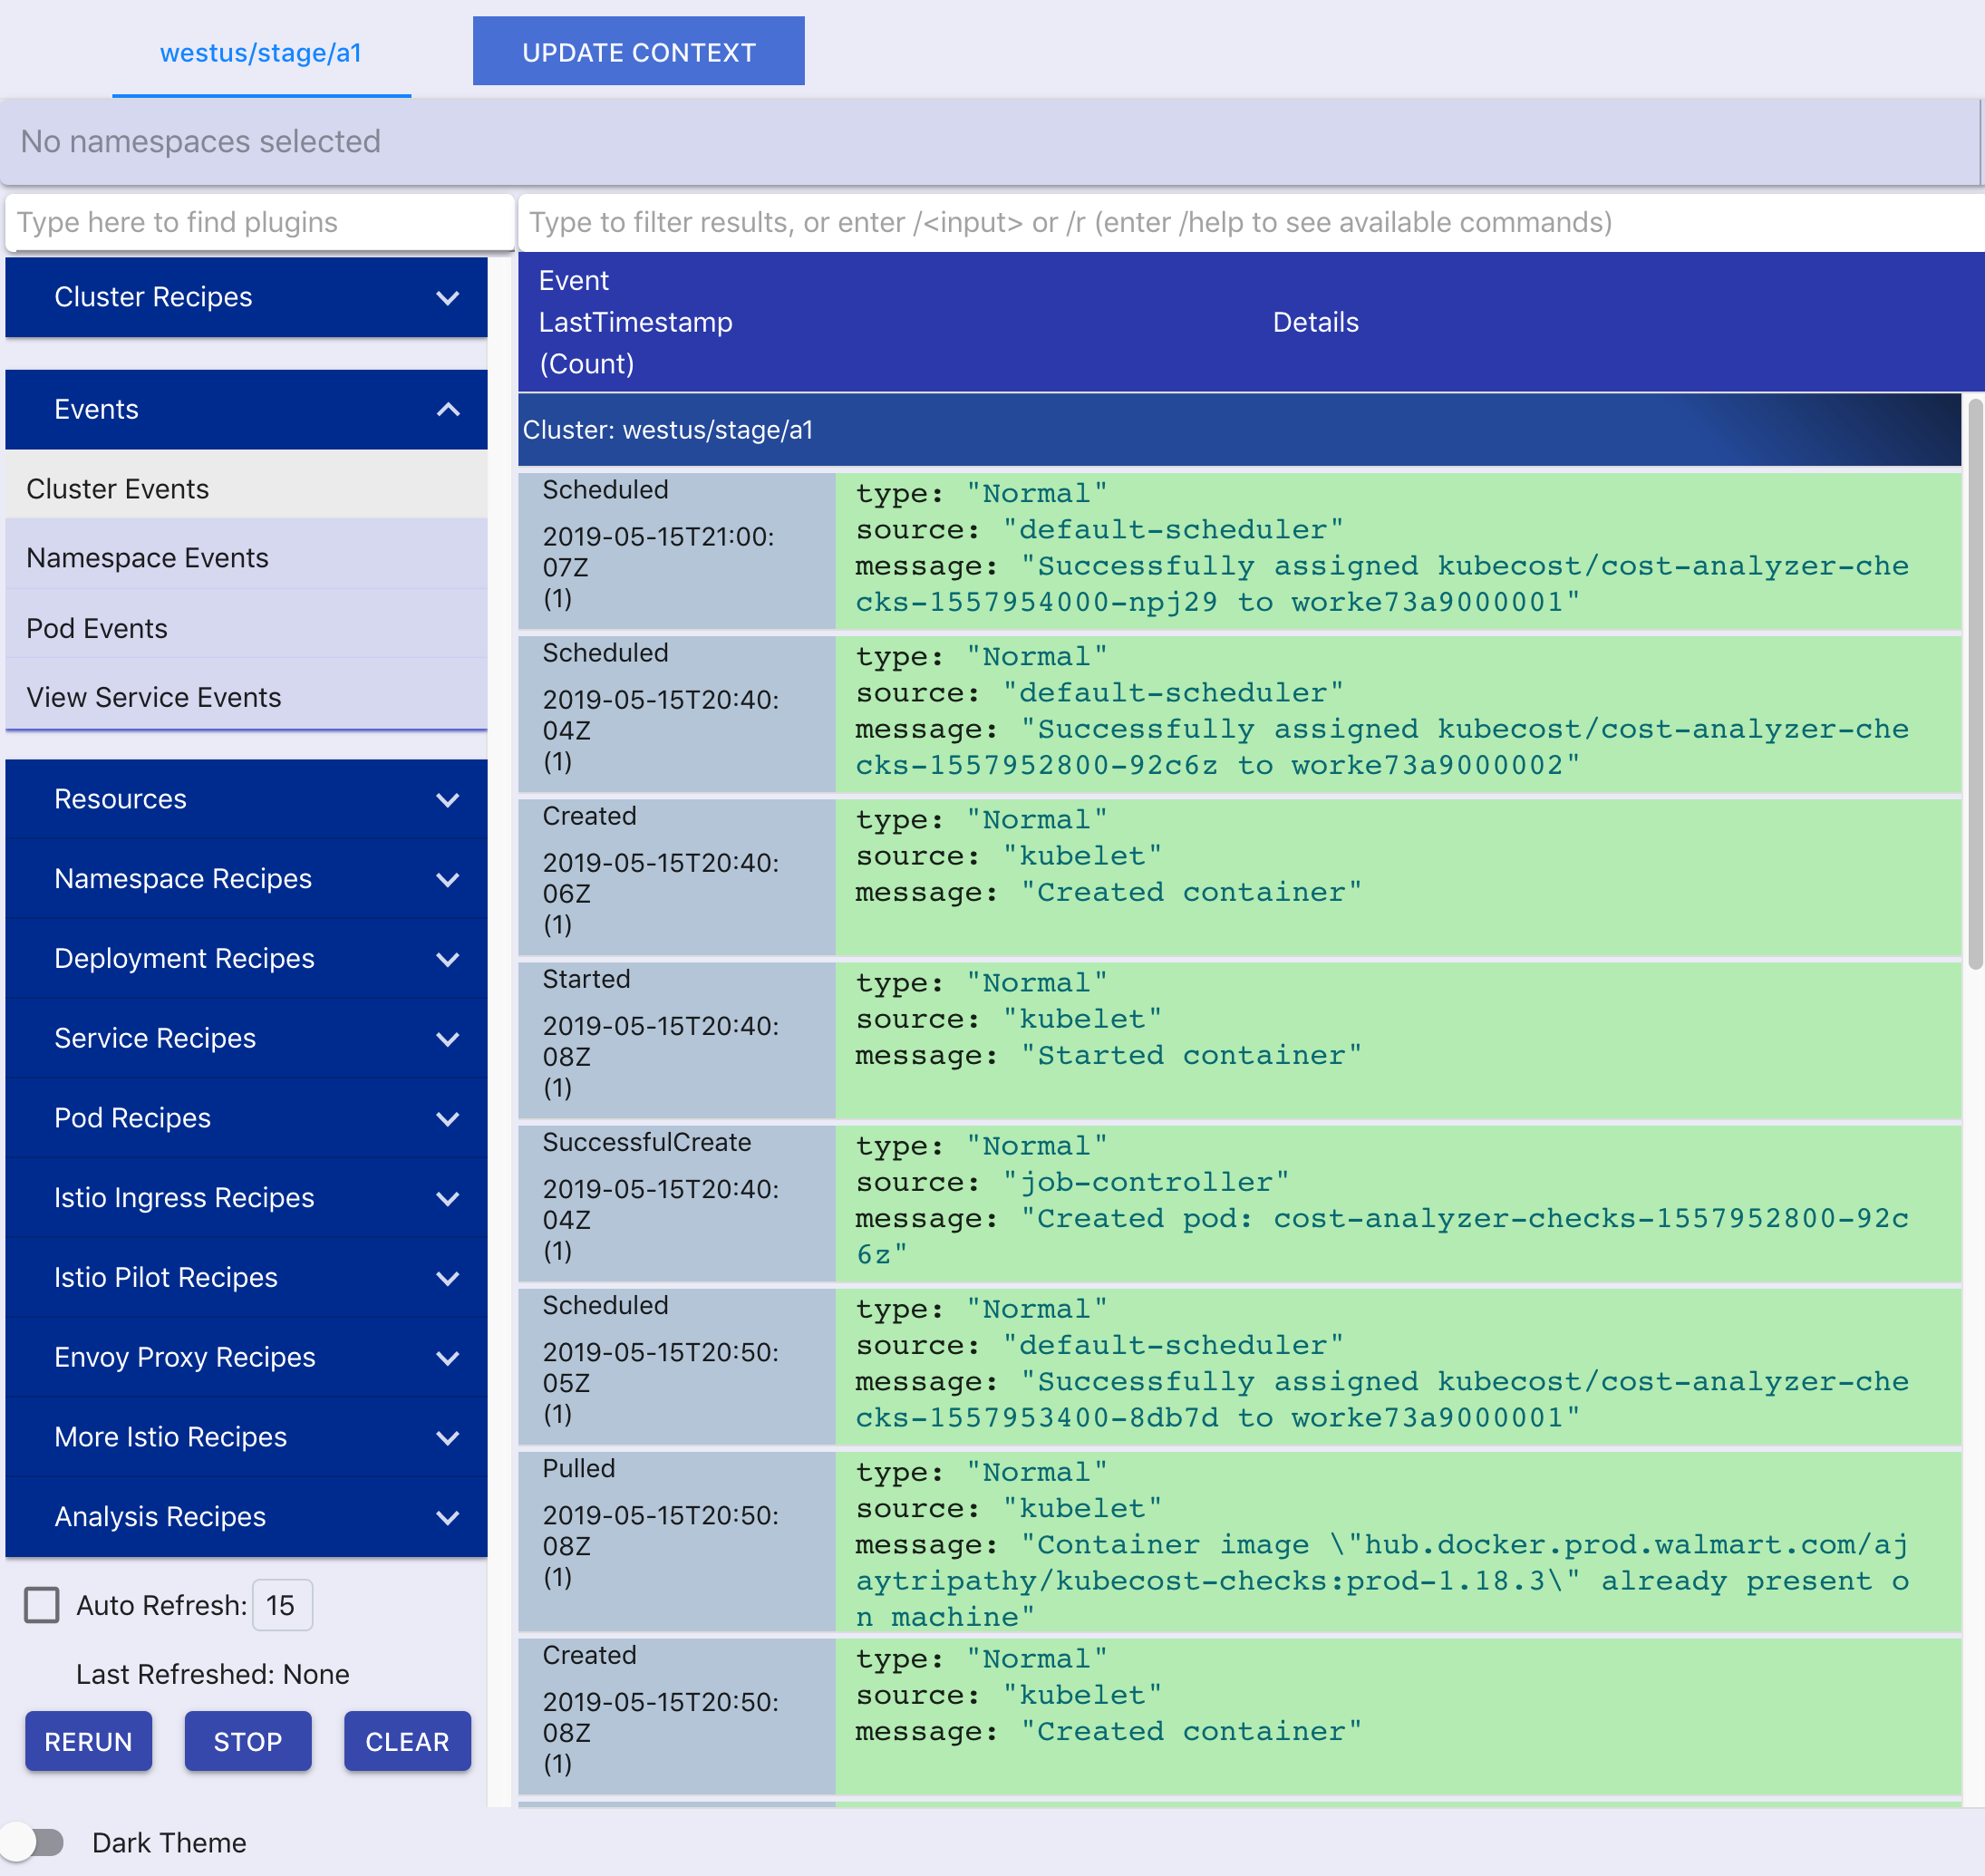 westus/stage/a1
UPDATE CONTEXT
No namespaces selected
Type here to find plugins
Type to filter results, or enter /<input> or /r (enter /help to see available commands)
Cluster Recipes
Events
Cluster Events
Namespace Events
Pod Events
View Service Events
Resources
Namespace Recipes
Deployment Recipes
Service Recipes
Pod Recipes
Istio Ingress Recipes
Istio Pilot Recipes
Envoy Proxy Recipes
More Istio Recipes
Analysis Recipes
Auto Refresh: 15
Last Refreshed: None
RERUN STOP CLEAR
Dark Theme
Event
LastTimestamp
(Count)
Details
Cluster: westus/stage/a1
Scheduled
2019-05-15T21:00:
07Z
(1)
type: "Normal"
source: "default-scheduler"
message: "Successfully assigned kubecost/cost-analyzer-che
cks-1557954000-npj29 to worke73a9000001"
Scheduled
2019-05-15T20:40:
04Z
(1)
type: "Normal"
source: "default-scheduler"
message: "Successfully assigned kubecost/cost-analyzer-che
cks-1557952800-92c6z to worke73a9000002"
Created
2019-05-15T20:40:
06Z
(1)
type: "Normal"
source: "kubelet"
message: "Created container"
Started
2019-05-15T20:40:
08Z
(1)
type: "Normal"
source: "kubelet"
message: "Started container"
SuccessfulCreate
2019-05-15T20:40:
04Z
(1)
type: "Normal"
source: "job-controller"
message: "Created pod: cost-analyzer-checks-1557952800-92c
6z"
Scheduled
2019-05-15T20:50:
05Z
(1)
type: "Normal"
source: "default-scheduler"
message: "Successfully assigned kubecost/cost-analyzer-che
cks-1557953400-8db7d to worke73a9000001"
Pulled
2019-05-15T20:50:
08Z
(1)
type: "Normal"
source: "kubelet"
message: "Container image \"hub.docker.prod.walmart.com/aj
aytripathy/kubecost-checks:prod-1.18.3\" already present o
n machine"
Created
2019-05-15T20:50:
08Z
(1)
type: "Normal"
source: "kubelet"
message: "Created container"